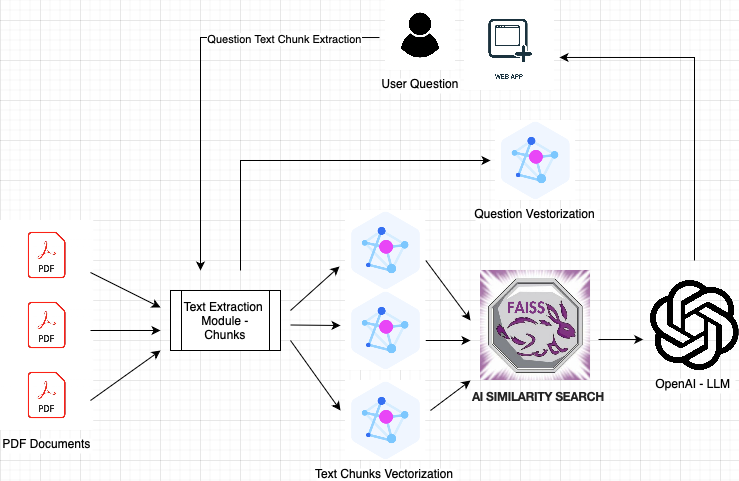 Question Text Chunk Extraction
User Question
WEB APP
Question Vestorization
PDF
PDF
PDF
PDF Documents
Text Extraction
Module -
Chunks
Text Chunks Vectorization
FAISS
AI SIMILARITY SEARCH
OpenAI - LLM